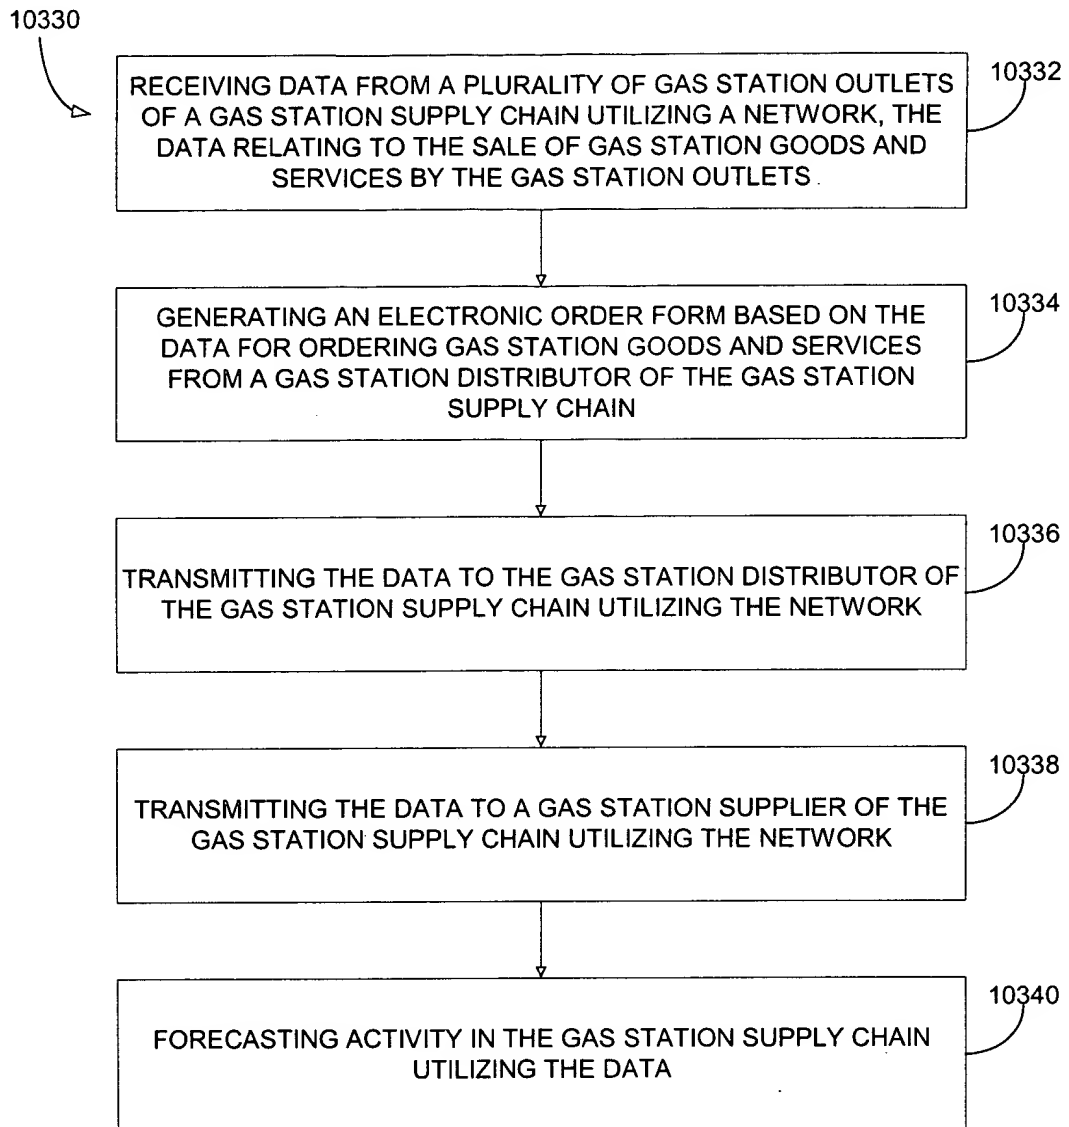 10330
RECEIVING DATA FROM A PLURALITY OF GAS STATION OUTLETS
OF A GAS STATION SUPPLY CHAIN UTILIZING A NETWORK, THE
DATA RELATING TO THE SALE OF GAS STATION GOODS AND
SERVICES BY THE GAS STATION OUTLETS
10332
GENERATING AN ELECTRONIC ORDER FORM BASED ON THE
DATA FOR ORDERING GAS STATION GOODS AND SERVICES
FROM A GAS STATION DISTRIBUTOR OF THE GAS STATION
SUPPLY CHAIN
10334
TRANSMITTING THE DATA TO THE GAS STATION DISTRIBUTOR OF
THE GAS STATION SUPPLY CHAIN UTILIZING THE NETWORK
10336
TRANSMITTING THE DATA TO A GAS STATION SUPPLIER OF THE
GAS STATION SUPPLY CHAIN UTILIZING THE NETWORK
10338
FORECASTING ACTIVITY IN THE GAS STATION SUPPLY CHAIN
UTILIZING THE DATA
10340